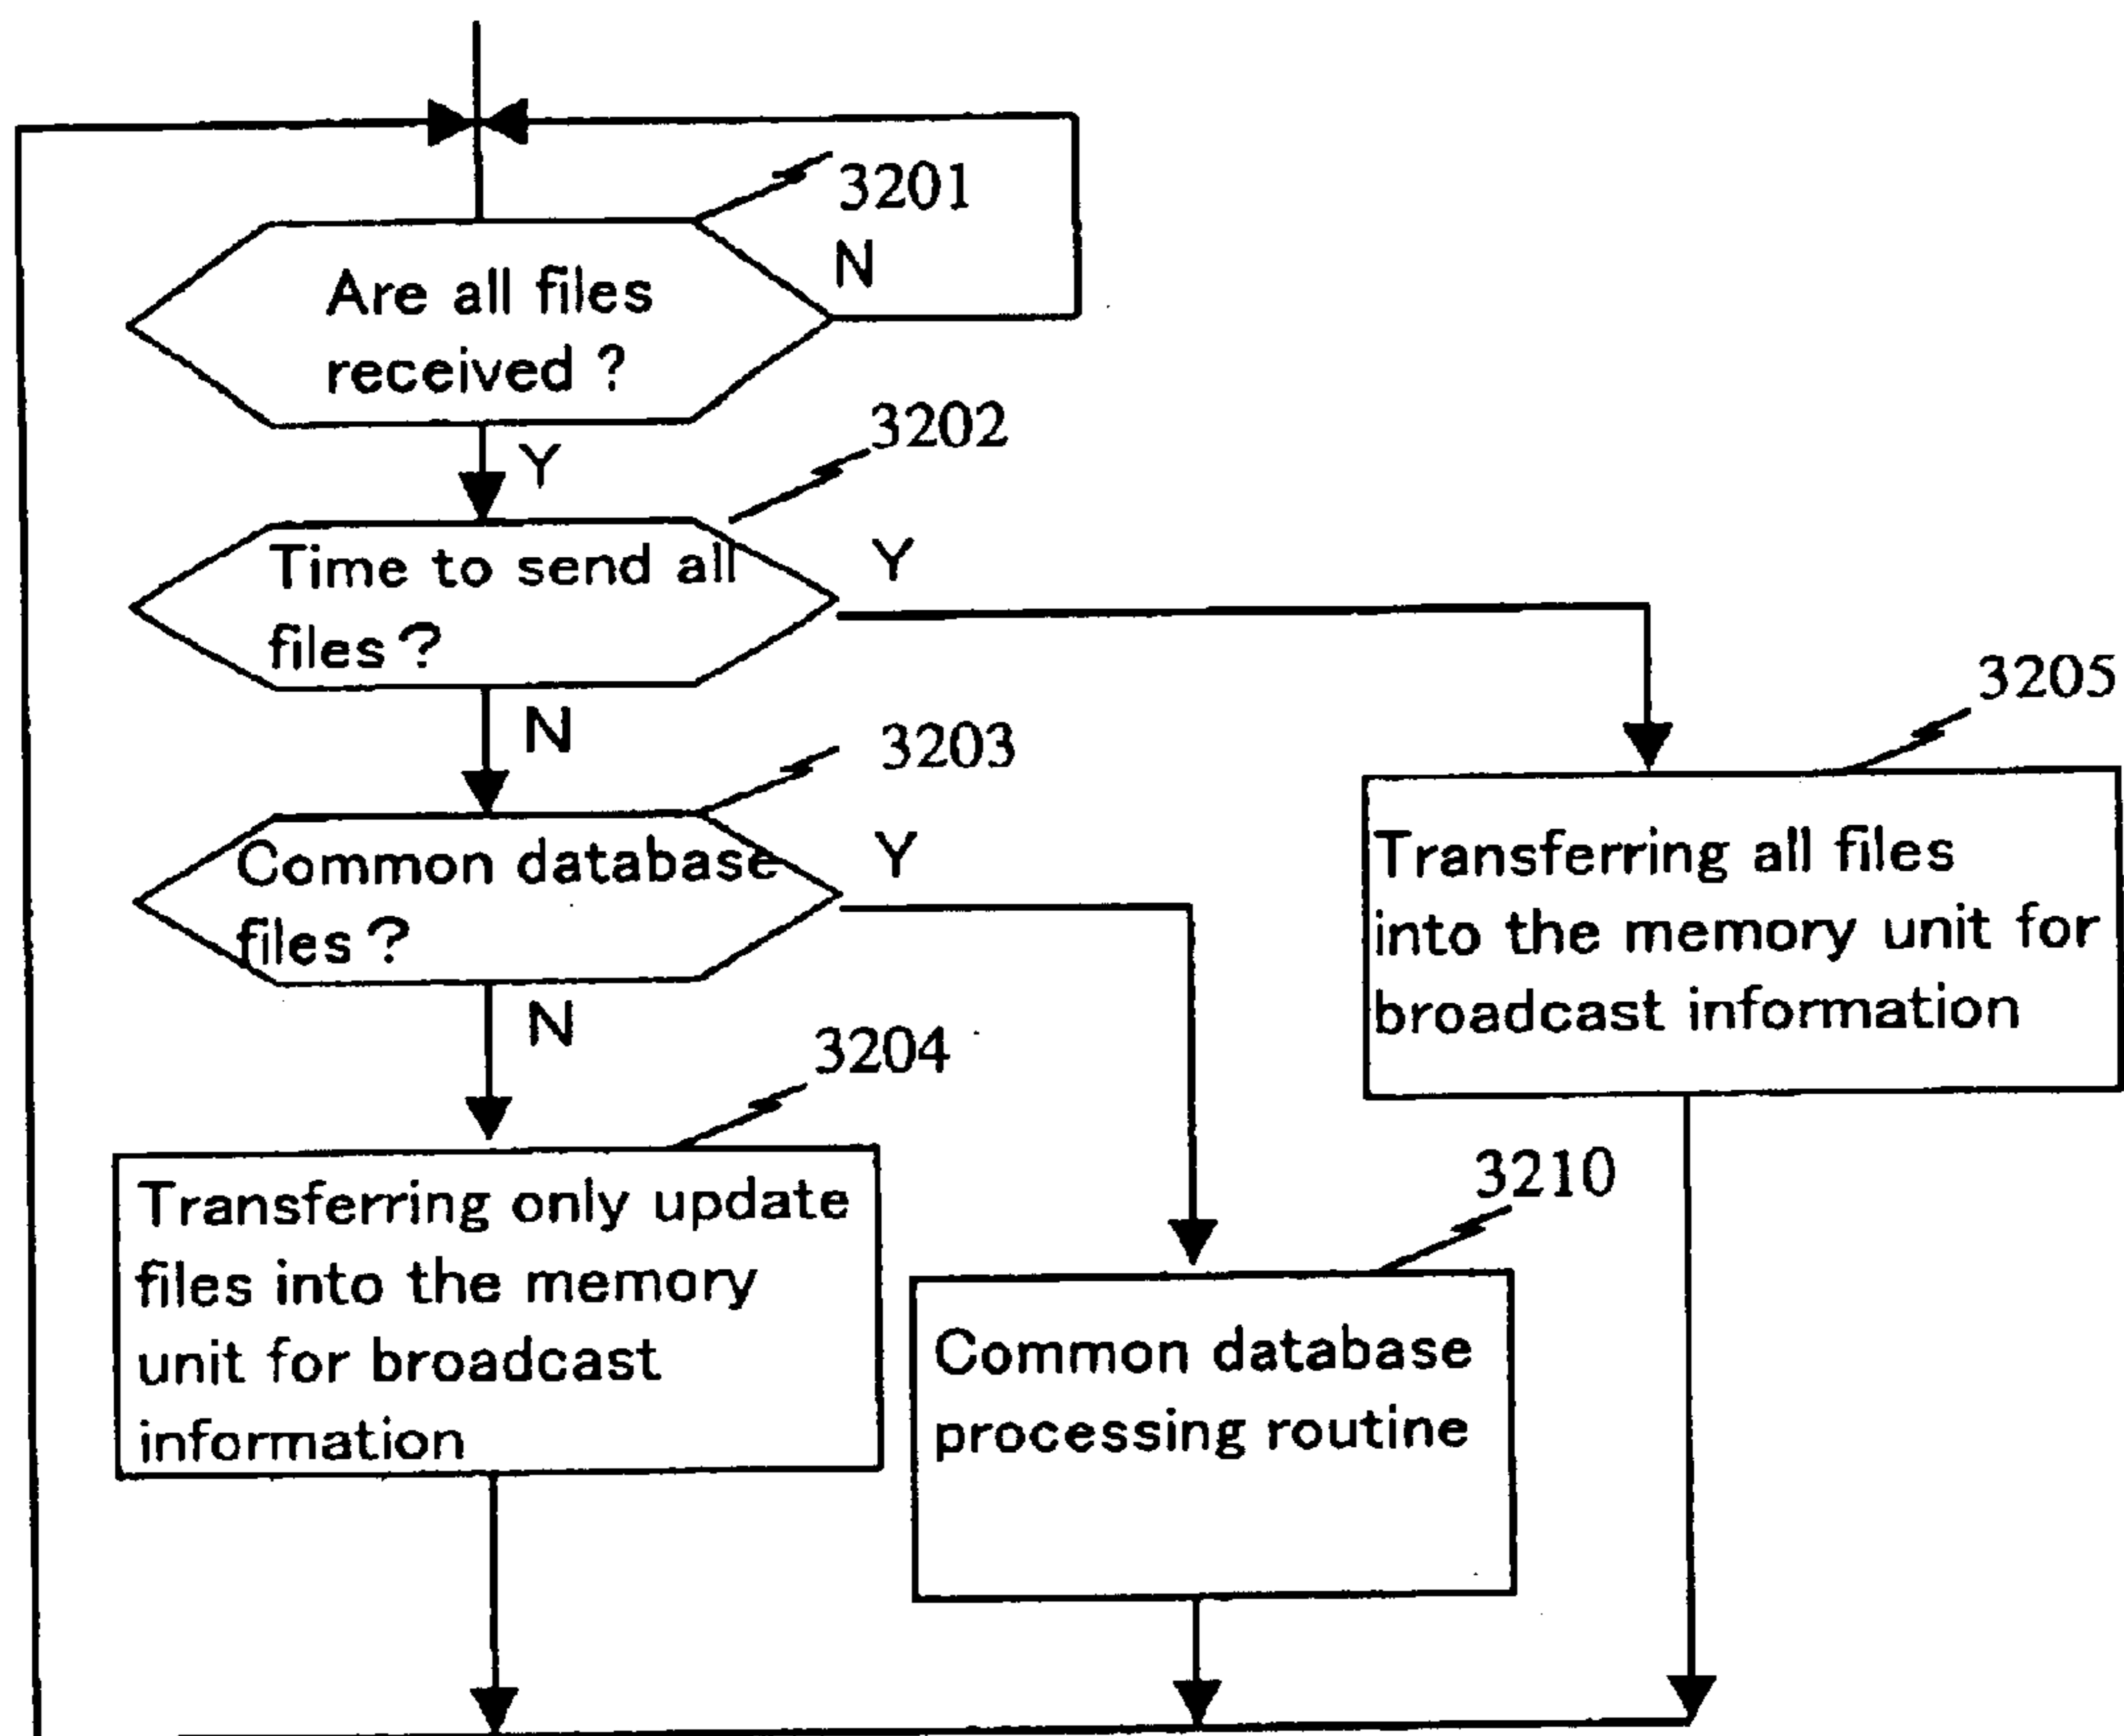 3201
N
Are all files
received ?
3202
Y
Time to send all
files ?
Y
3205
N
3203
Common database
files ?
Y
Transferring all files
into the memory unit for
broadcast information
N
3204
3210
Transferring only update
files into the memory
unit for broadcast
information
Common database
processing routine